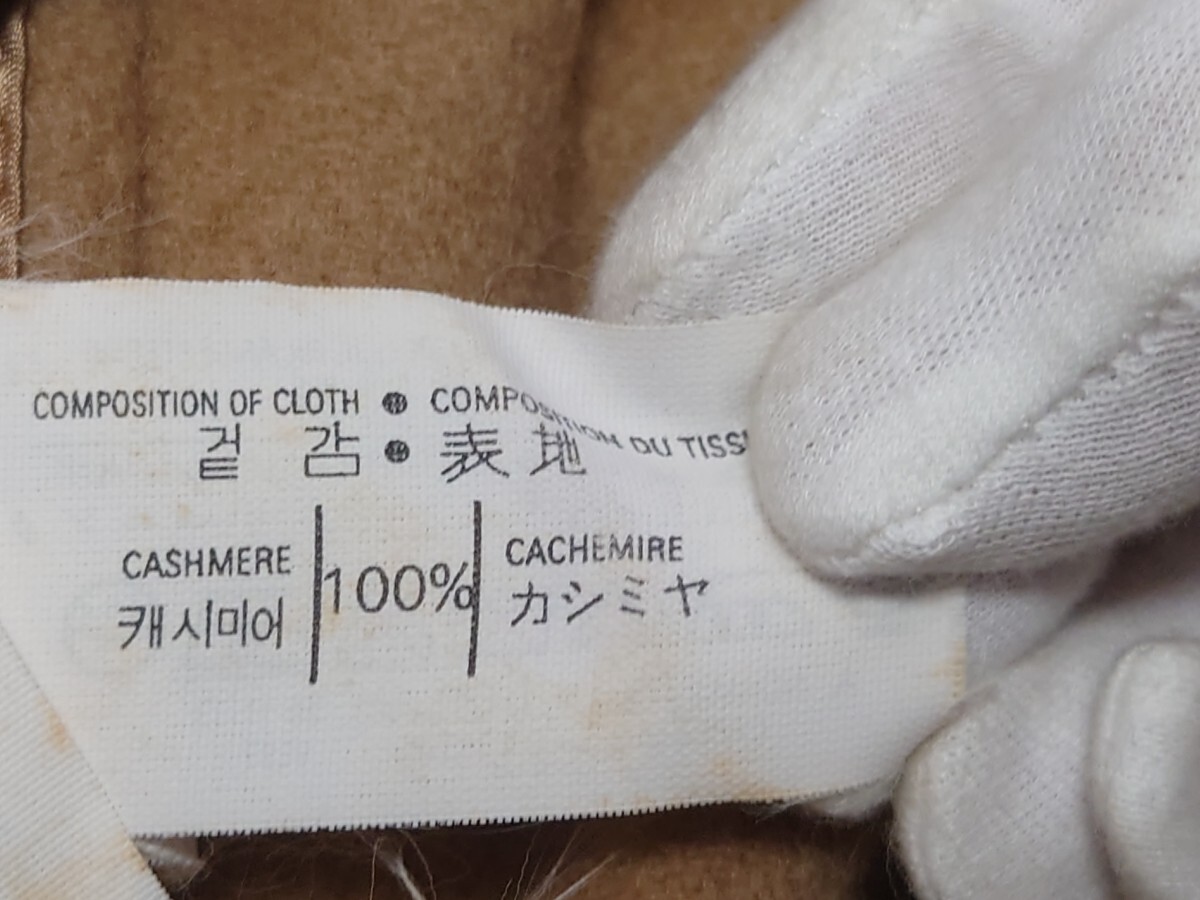 COMPOSITION OF CLOTH ● COMPOSITION DU TISS
겉 감 ● 表地
CASHMERE 100% CACHEMIRE
캐시미어 カシミヤ